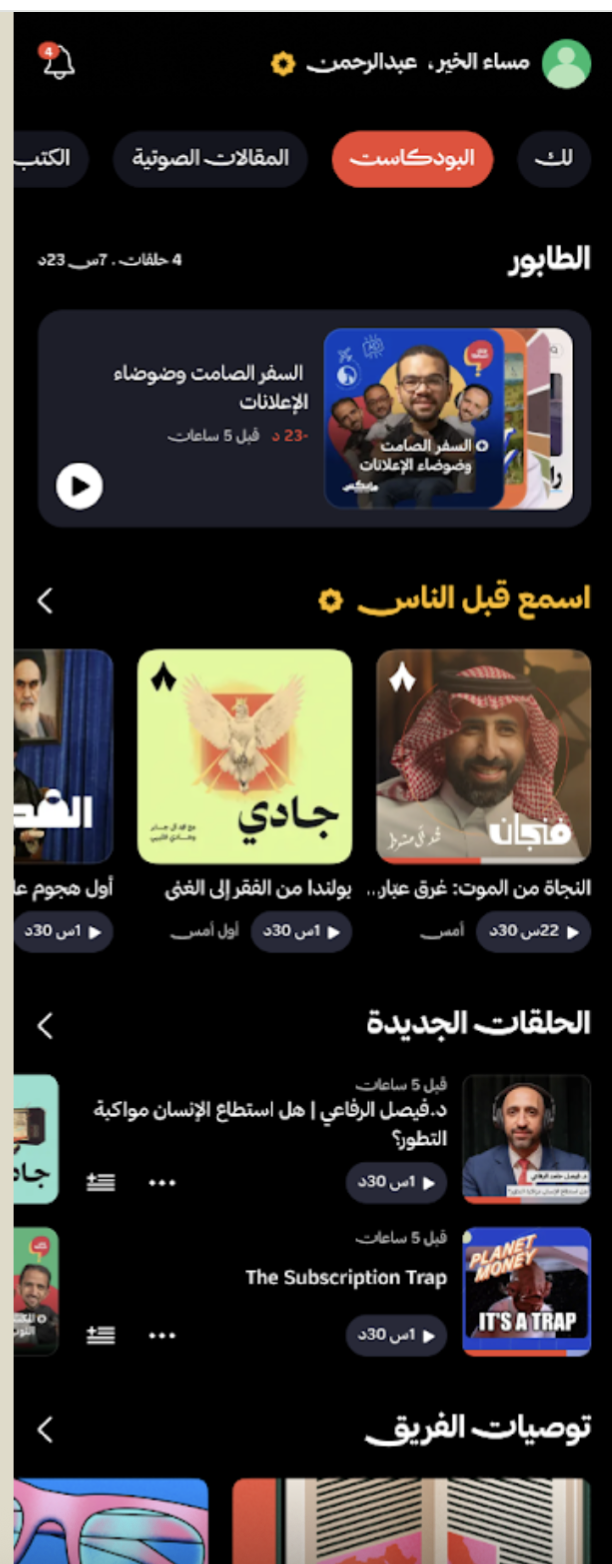 مساء الخير، عبدالرحمن
4
لك
البودكاست
المقالات الصوتية
الكتب
الطابور
4 حلقات . 7س 23د
السفر الصامت وضوضاء
الإعلانات
-23 د قبل 5 ساعات
السفر الصامت
وضوضاء الإعلانات
اسمع قبل الناس
فنجان
جادي
النجاة من الموت: غرق عبّار...
بولندا من الفقر إلى الغنى
أول هجوم
22س 30د
أمس
1س 30د
أول أمس
1س 30د
الحلقات الجديدة
قبل 5 ساعات
د.فيصل الرفاعي | هل استطاع الإنسان مواكبة
التطور؟
1س 30د
قبل 5 ساعات
The Subscription Trap
1س 30د
PLANET
MONEY
IT'S A TRAP
توصيات الفريق